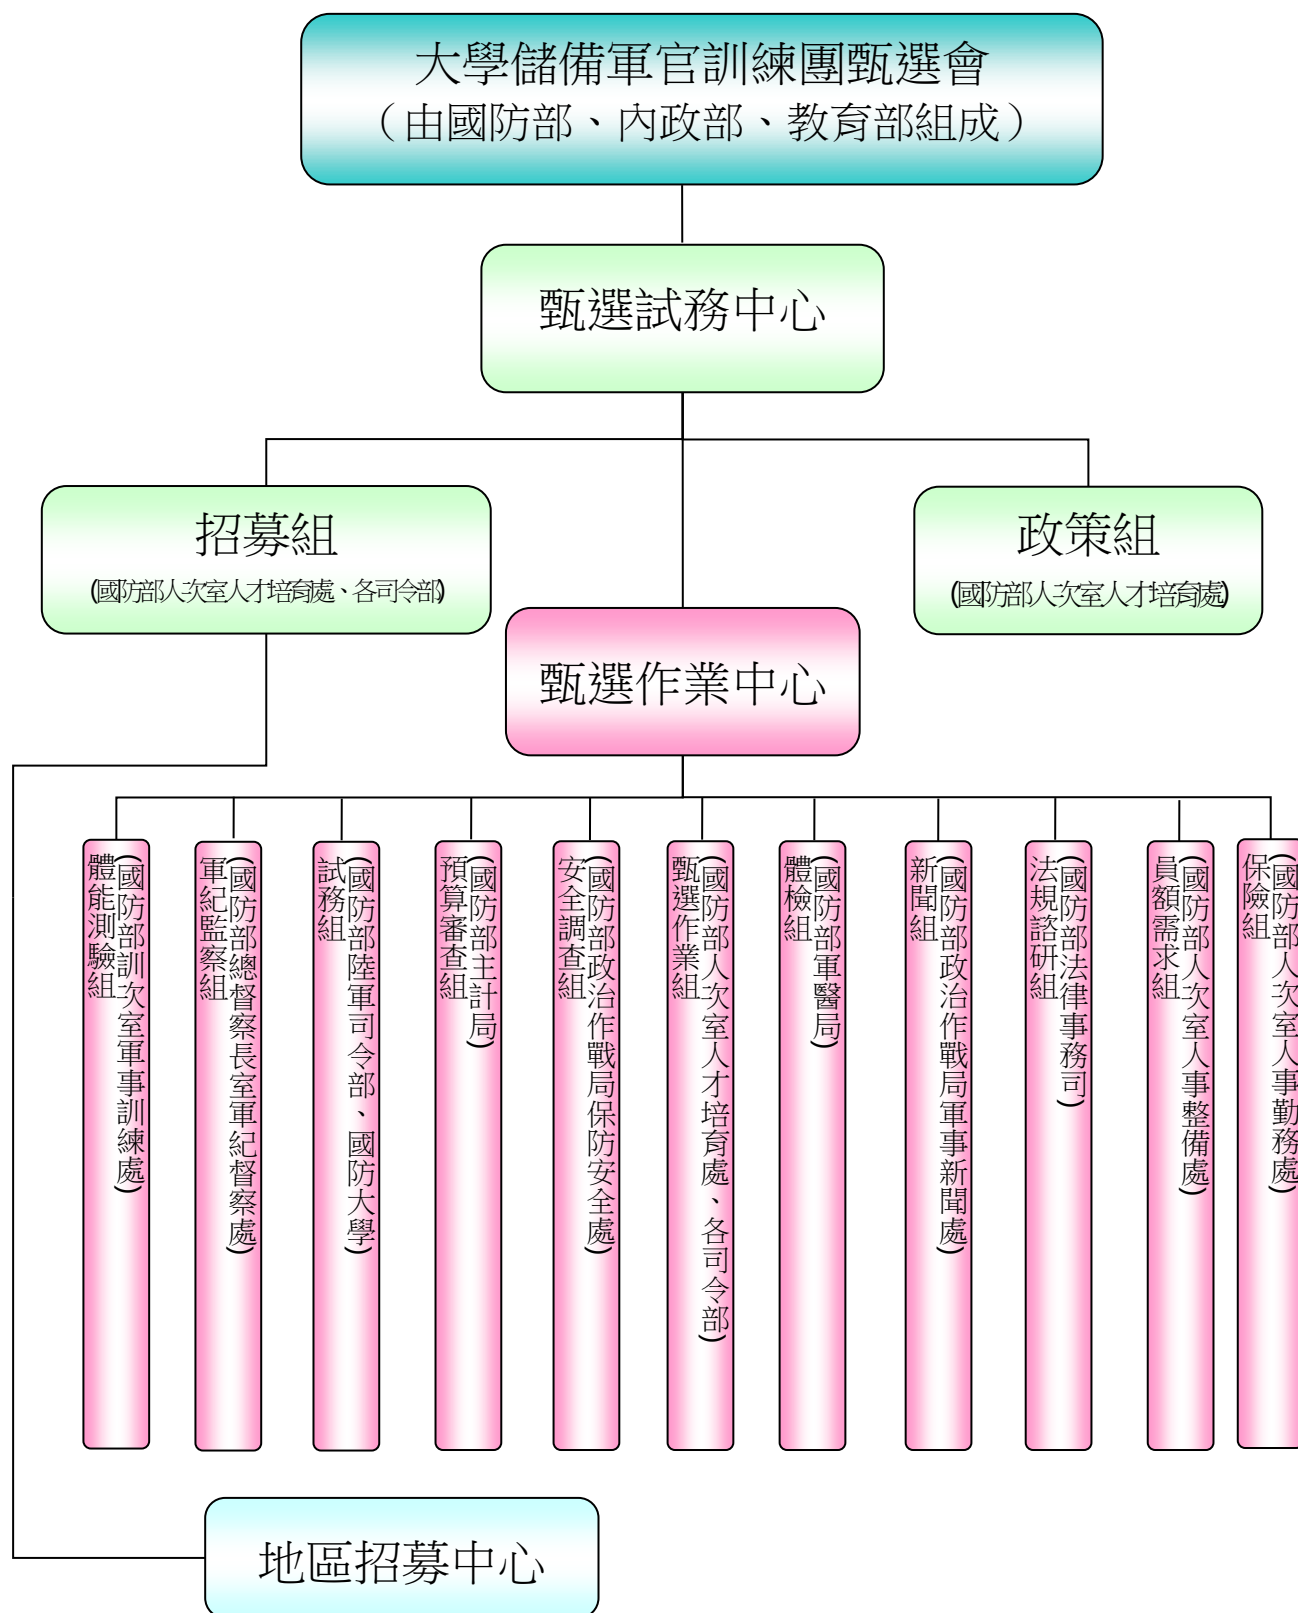 大學儲備軍官訓練團甄選會
（由國防部、內政部、教育部組成）
甄選試務中心
招募組
(國防部人次室人才培育處、各司令部)
政策組
(國防部人次室人才培育處)
甄選作業中心
體能測驗組
(國防部訓次室軍事訓練處)
軍紀監察組
(國防部總督察長室軍紀督察處)
試務組
(國防部陸軍司令部、國防大學)
預算審查組
(國防部主計局)
安全調查組
(國防部政治作戰局保防安全處)
甄選作業組
(國防部人次室人才培育處、各司令部)
體檢組
(國防部軍醫局)
新聞組
(國防部政治作戰局軍事新聞處)
法規諮研組
(國防部法律事務司)
員額需求組
(國防部人次室人事整備處)
保險組
(國防部人次室人事勤務處)
地區招募中心